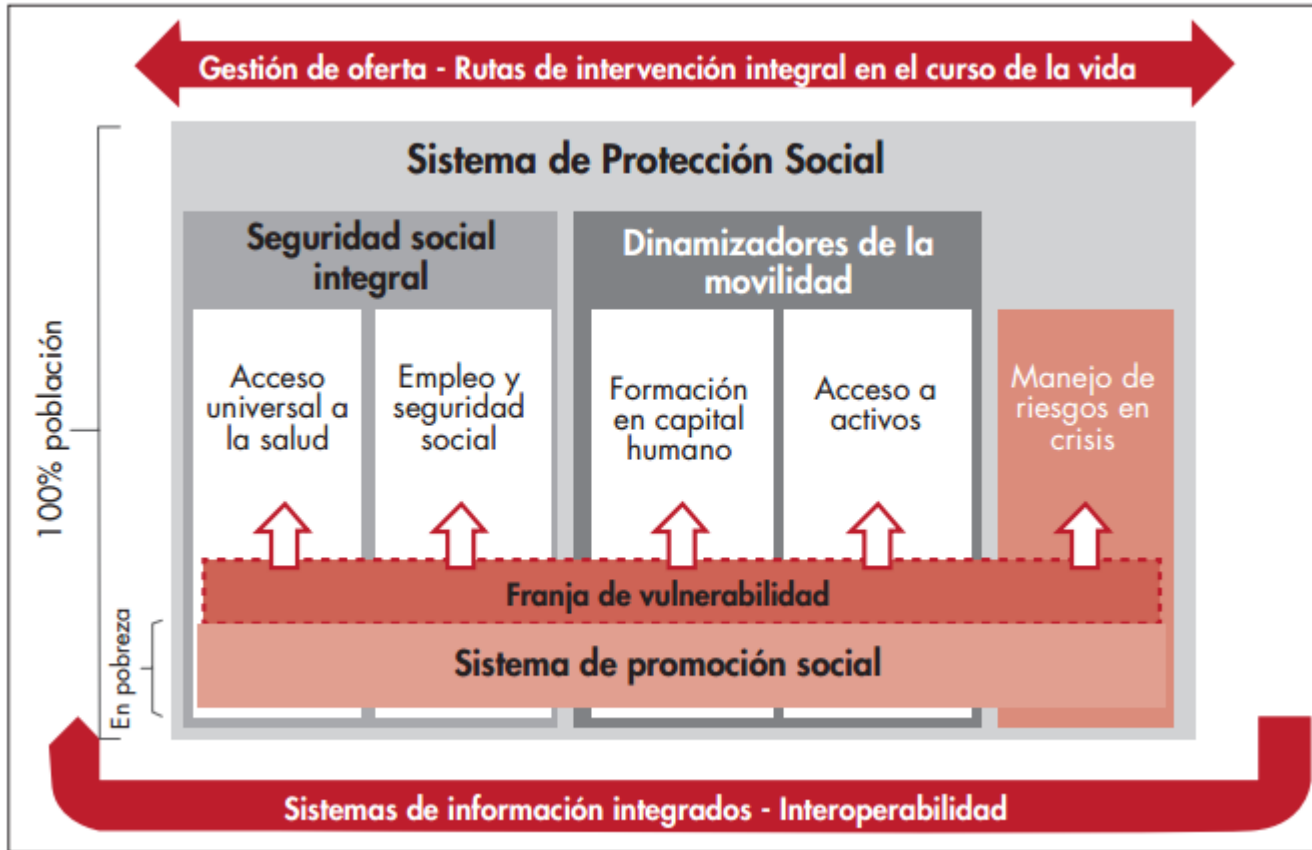 Gestión de oferta - Rutas de intervención integral en el curso de la vida
Sistema de Protección Social
Seguridad social
integral
Dinamizadores de la
movilidad
Acceso
universal a
la salud
Empleo y
seguridad
social
Formación
en capital
humano
Acceso a
activos
Manejo de
riesgos en
crisis
100% población
Franja de vulnerabilidad
En pobreza
Sistema de promoción social
Sistemas de información integrados - Interoperabilidad